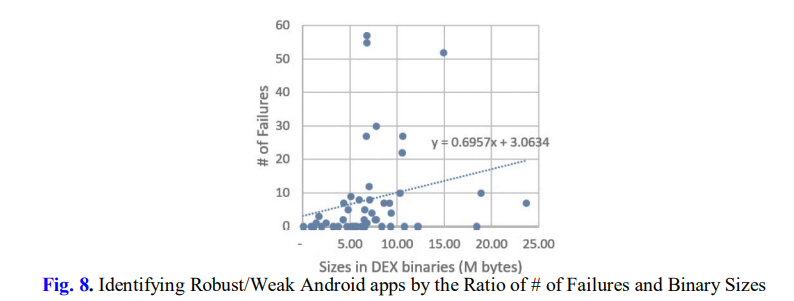 60
50
40
30
20
10
0
# of Failures
y = 0.6957x + 3.0634
- 5.00 10.00 15.00 20.00 25.00
Sizes in DEX binaries (M bytes)
Fig. 8. Identifying Robust/Weak Android apps by the Ratio of # of Failures and Binary Sizes